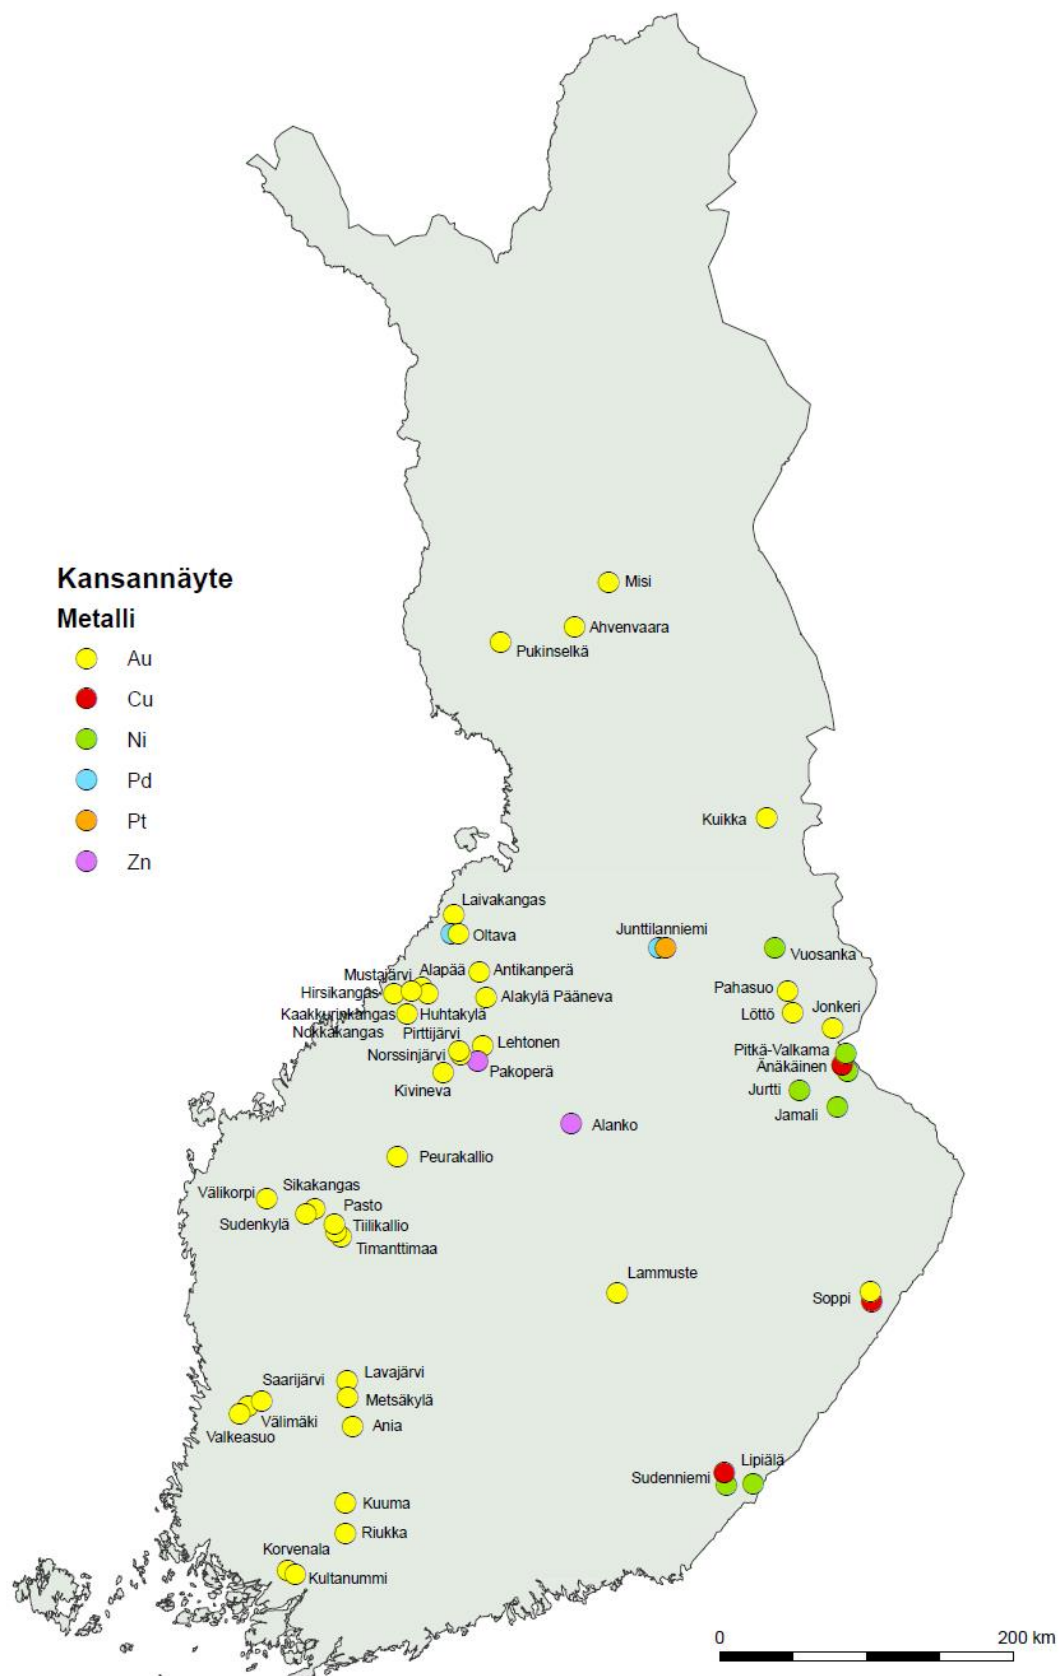 Kansannäyte
Metalli
Au
Cu
Ni
Pd
Pt
Zn
Misi
Ahvenvaara
Pukinselkä
Kuikka
Laivakangas
Oltava
Junttilanniemi
Vuosanka
Mustajärvi
Alapää
Antikanperä
Hirsikangas
Alakylä Pääneva
Pahasuo
Kaakkurinkangas
Huhtakylä
Löttö
Jonkeri
Nokkakangas
Pirttijärvi
Lehtonen
Pitkä-Valkama
Norssinjärvi
Änäkäinen
Pakoperä
Kivineva
Jurtti
Jamali
Alanko
Peurakallio
Sikakangas
Välikorpi
Pasto
Sudenkylä
Tiilikallio
Timanttimaa
Lammuste
Soppi
Lavajärvi
Saarijärvi
Metsäkylä
Välimäki
Ania
Valkeasuo
Lipiälä
Sudenniemi
Kuuma
Riukka
Korvenala
Kultanummi
0
200 km